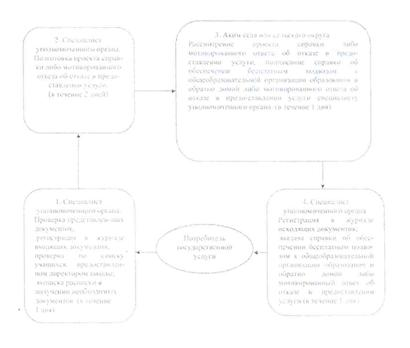 2. Специалист
уполномоченного органа.
Подготовка проекта справ-
ки либо мотивированного
ответа об отказе в предо-
ставлении услуги.
(в течение 2 дней)
3. Аким села или сельского округа
Рассмотрение проекта справки либо
мотивированного ответа об отказе в предо-
ставлении услуги, подписание справки об
обеспечении бесплатным подвозом к
общеобразовательной организации образования и
обратно домой либо мотивированного ответа об
отказе в предоставлении услуги специалисту
уполномоченного органа (в течение 1 дня)
1. Специалист
уполномоченного органа.
Проверка представленных
документов,
регистрация в журнале
входящих документов,
проверка по списку
учащихся, предоставлен-
ном директором школы;
выписка расписки о
получении необходимых
документов (в течение
1 дня)
Потребитель
государственной
услуги
4. Специалист
уполномоченного органа
Регистрация в журнале
исходящих документов;
выдача справки об обес-
печении бесплатным подво-
зом к общеобразовательной
организации образования и
обратно домой либо
мотивированный ответ об
отказе в предоставлении
услуги (в течение 1 дня)